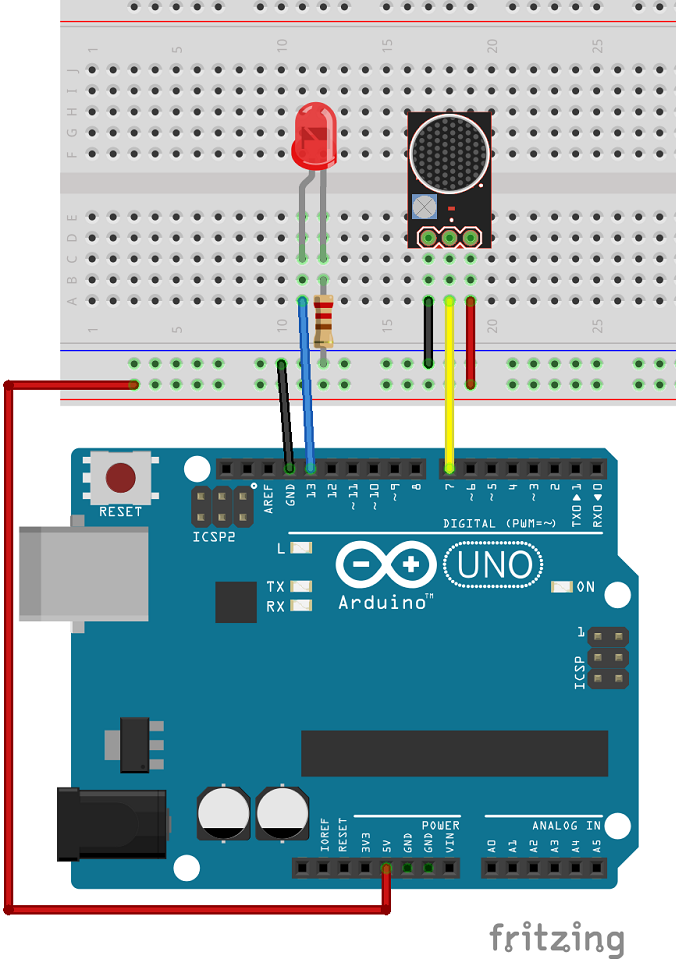 1 5 10 15 20 25
J
I
H
G
F
E
D
C
B
A
1 5 10 15 20 25
RESET
ICSP2
AREF
GND
13
12
~11
~10
~9
8
7
~6
~5
4
~3
2
TX0▶1
RX0◀0
DIGITAL (PWM=~)
L
TX
RX
Arduino™
UNO
ON
1
ICSP
IOREF
RESET
3V3
5V
GND
GND
VIN
POWER
A0
A1
A2
A3
A4
A5
ANALOG IN
fritzing